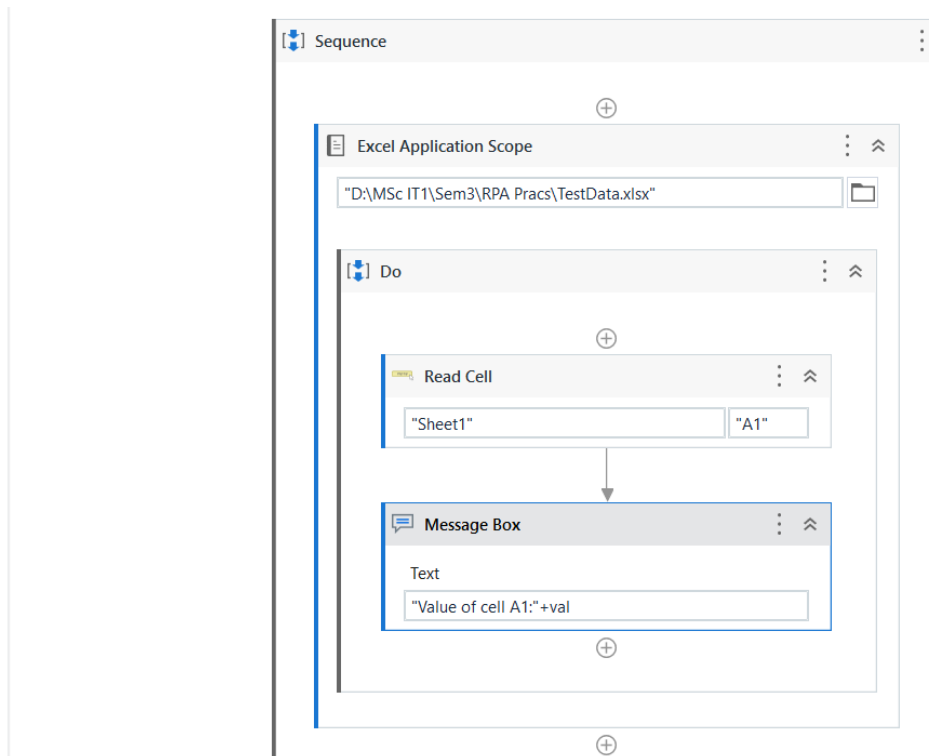 Sequence
Excel Application Scope
"D:\MSc IT1\Sem3\RPA Pracs\TestData.xlsx"
Do
Read Cell
"Sheet1" "A1"
Message Box
Text
"Value of cell A1:"+val